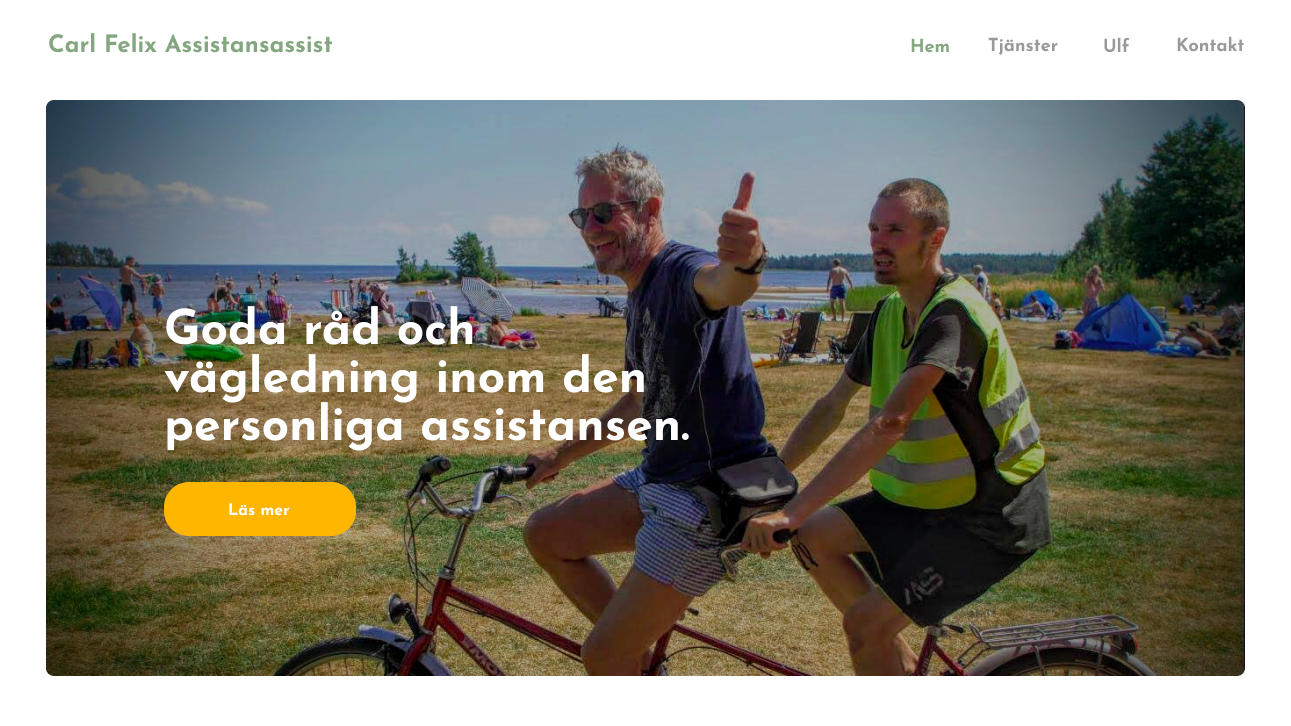 Carl Felix Assistansassist
Hem Tjänster Ulf Kontakt
Goda råd och
vägledning inom den
personliga assistansen.
Läs mer